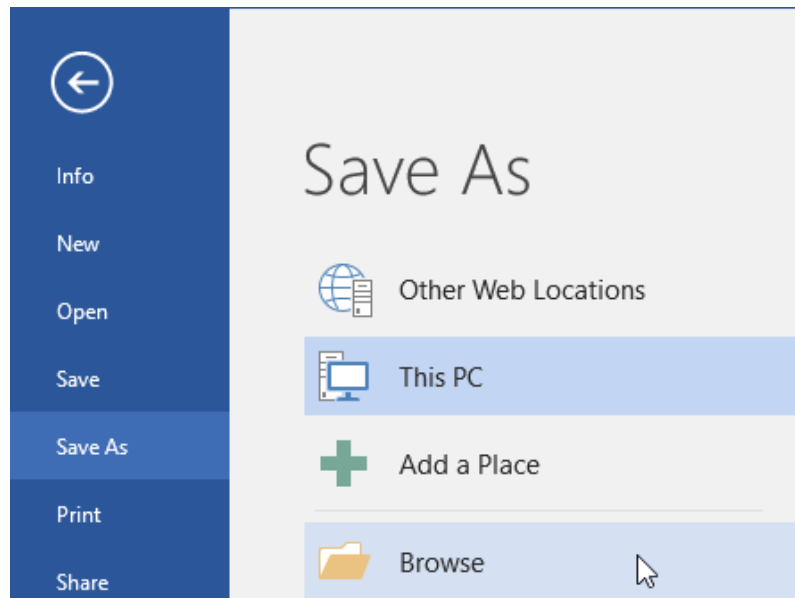 Info
New
Open
Save
Save As
Print
Share
Save As
Other Web Locations
This PC
Add a Place
Browse